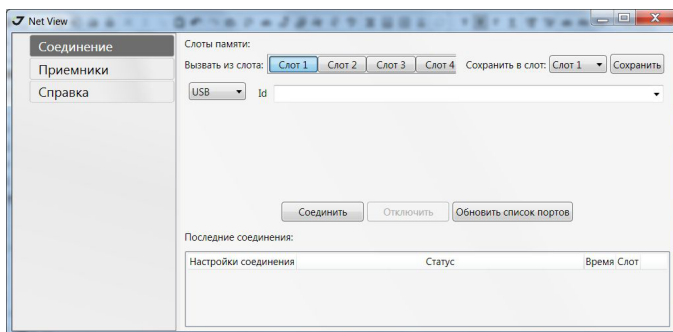 Net View
Соединение
Приемники
Справка
Слоты памяти:
Вызвать из слота: Слот 1 Слот 2 Слот 3 Слот 4 Сохранить в слот: Слот 1 Сохранить
USB Id
Соединить Отключить Обновить список портов
Последние соединения:
Настройки соединения Статус Время Слот